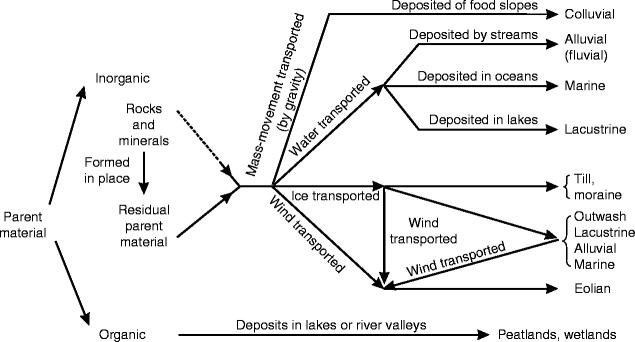 Deposited of food slopes
Colluvial
Mass-movement transported
(by gravity)
Deposited by streams
Alluvial
(fluvial)
Water transported
Deposited in oceans
Marine
Deposited in lakes
Lacustrine
Inorganic
Rocks
and
minerals
Formed
in place
Residual
parent
material
Parent
material
Ice transported
Till,
moraine
Wind transported
Wind
transported
Wind transported
Outwash
Lacustrine
Alluvial
Marine
Eolian
Organic
Deposits in lakes or river valleys
Peatlands, wetlands